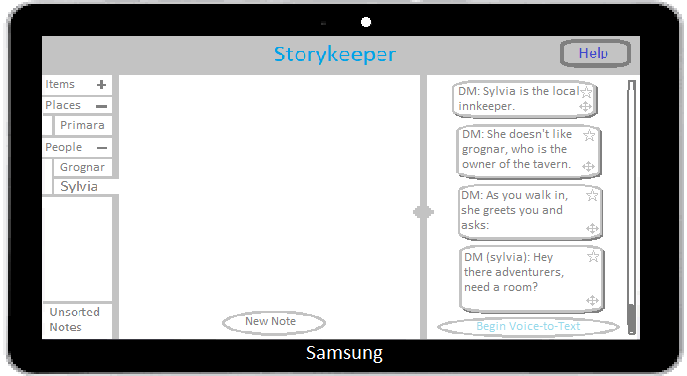 Storykeeper
Help
Items +
Places −
Primara
People −
Grognar
Sylvia
Unsorted
Notes
New Note
DM: Sylvia is the local
innkeeper.
DM: She doesn't like
grognar, who is the
owner of the tavern.
DM: As you walk in,
she greets you and
asks:
DM (sylvia): Hey
there adventurers,
need a room?
Begin Voice-to-Text
Samsung